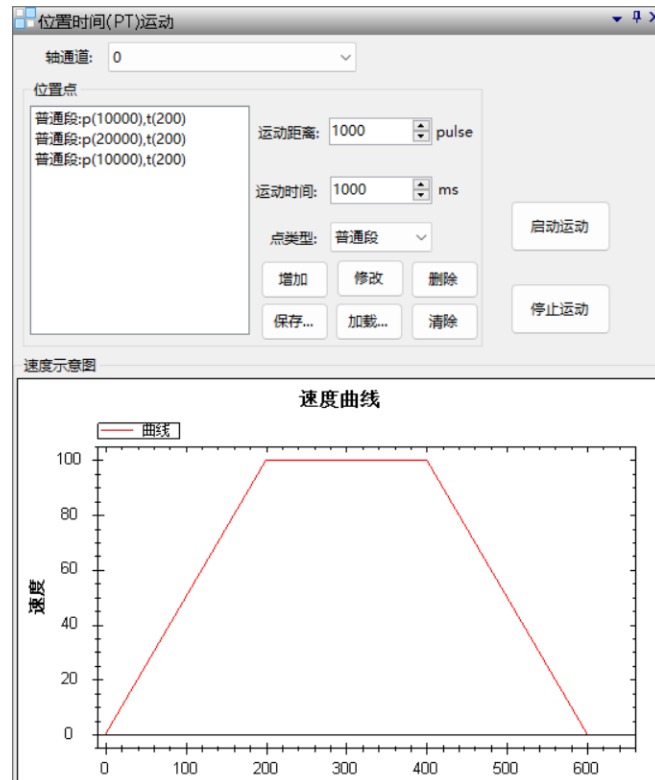 位置时间(PT)运动
轴通道: 0
位置点
普通段:p(10000),t(200)
普通段:p(20000),t(200)
普通段:p(10000),t(200)
运动距离: 1000 pulse
运动时间: 1000 ms
点类型: 普通段
增加 修改 删除
保存... 加载... 清除
启动运动
停止运动
速度示意图
速度曲线
曲线
速度
100
80
60
40
20
0
0 100 200 300 400 500 600